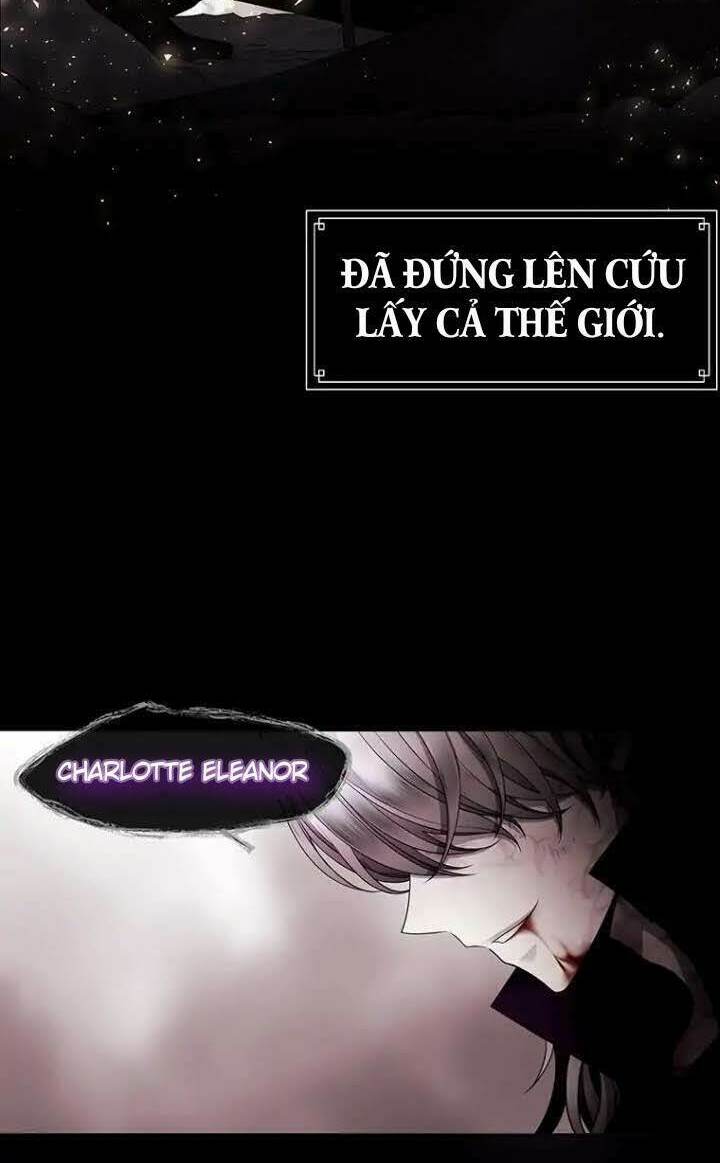 ĐÃ ĐỨNG LÊN CỨU
LẤY CẢ THẾ GIỚI.
CHARLOTTE ELEANOR